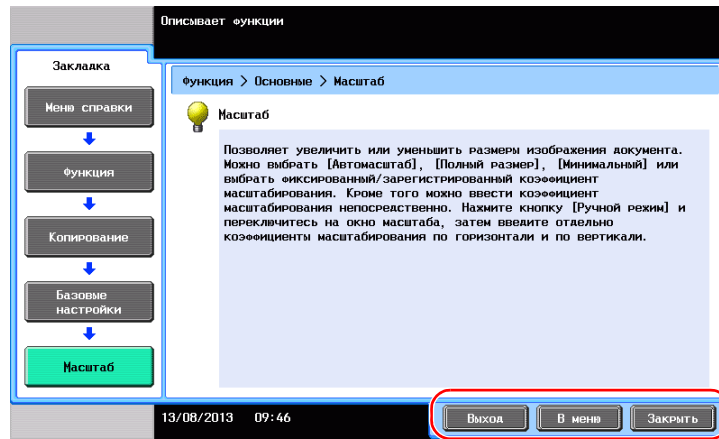 Описывает функции
Закладка
Меню справки
Функция
Копирование
Базовые
настройки
Масштаб
Функция > Основные > Масштаб
Масштаб
Позволяет увеличить или уменьшить размеры изображения документа.
Можно выбрать [Автомасштаб], [Полный размер], [Минимальный] или
выбрать фиксированный/зарегистрированный коэффициент
масштабирования. Кроме того можно ввести коэффициент
масштабирования непосредственно. Нажмите кнопку [Ручной режим] и
переключитесь на окно масштаба, затем введите отдельно
коэффициенты масштабирования по горизонтали и по вертикали.
13/08/2013 09:46
Выход
В меню
Закрыть